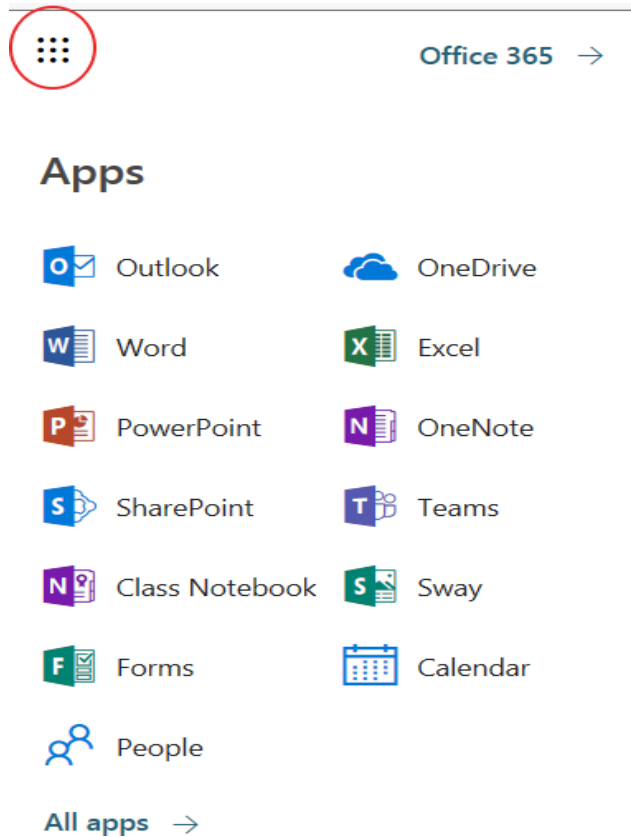 Office 365
Apps
Outlook
OneDrive
Word
Excel
PowerPoint
OneNote
SharePoint
Teams
Class Notebook
Sway
Forms
Calendar
People
All apps